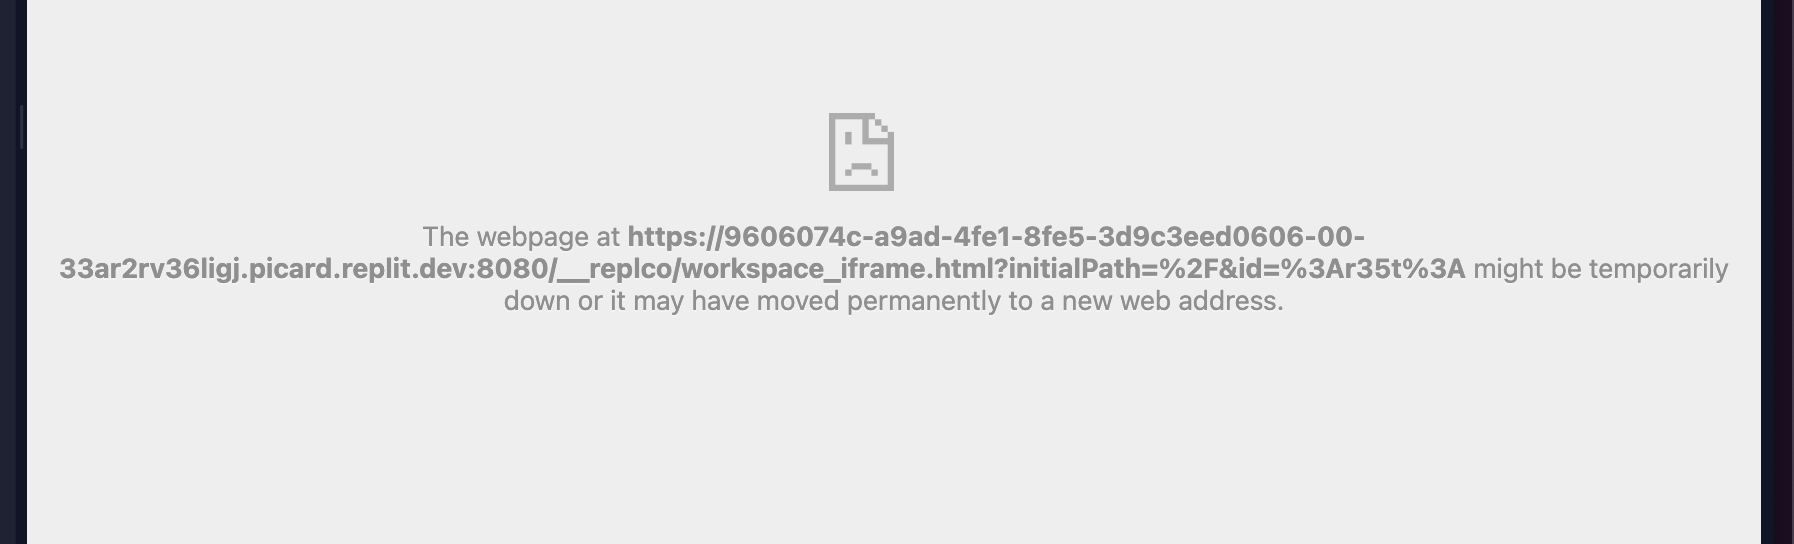 The webpage at https://9606074c-a9ad-4fe1-8fe5-3d9c3eed0606-00-
33ar2rv36ligj.picard.replit.dev:8080/__replco/workspace_iframe.html?initialPath=%2F&id=%3Ar35t%3A might be temporarily
down or it may have moved permanently to a new web address.